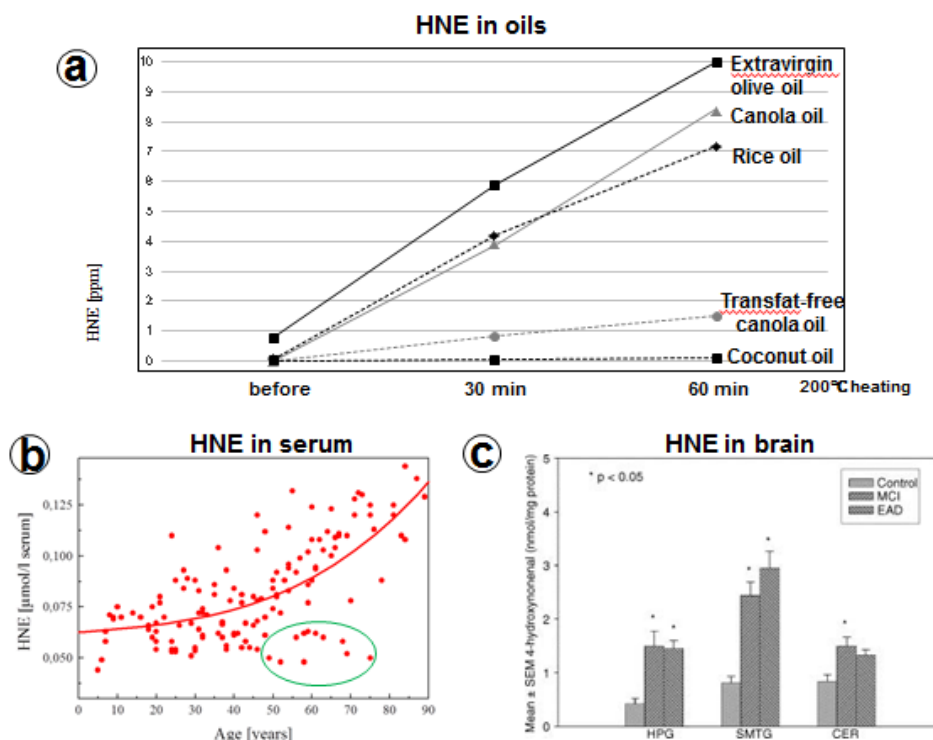 HNE in oils
a
10
9
8
7
6
5
4
3
2
1
0
HNE [ppm]
Extravirgin
olive oil
Canola oil
Rice oil
Transfat-free
canola oil
Coconut oil
before
30 min
60 min
200℃ heating
b
HNE in serum
HNE [µmol/l serum]
0,125
0,100
0,075
0,050
0
10
20
30
40
50
60
70
80
90
Age [years]
c
HNE in brain
Mean ± SEM 4-hydroxynonenal (nmol/mg protein)
5
4
3
2
1
0
* p < 0.05
Control
MCI
EAD
*
*
*
*
*
HPG
SMTG
CER